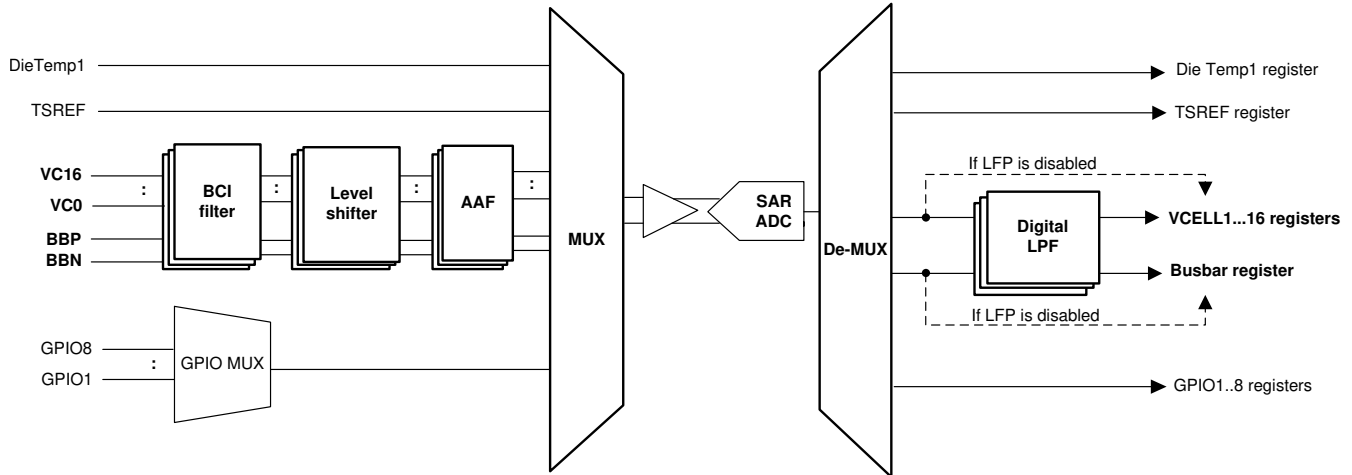 DieTemp1
TSREF
VC16
:
VC0
BBP
BBN
BCI
filter
:
Level
shifter
:
AAF
:
GPIO8
:
GPIO1
GPIO MUX
MUX
SAR
ADC
De-MUX
Die Temp1 register
TSREF register
If LFP is disabled
Digital
LPF
VCELL1...16 registers
Busbar register
If LFP is disabled
GPIO1..8 registers